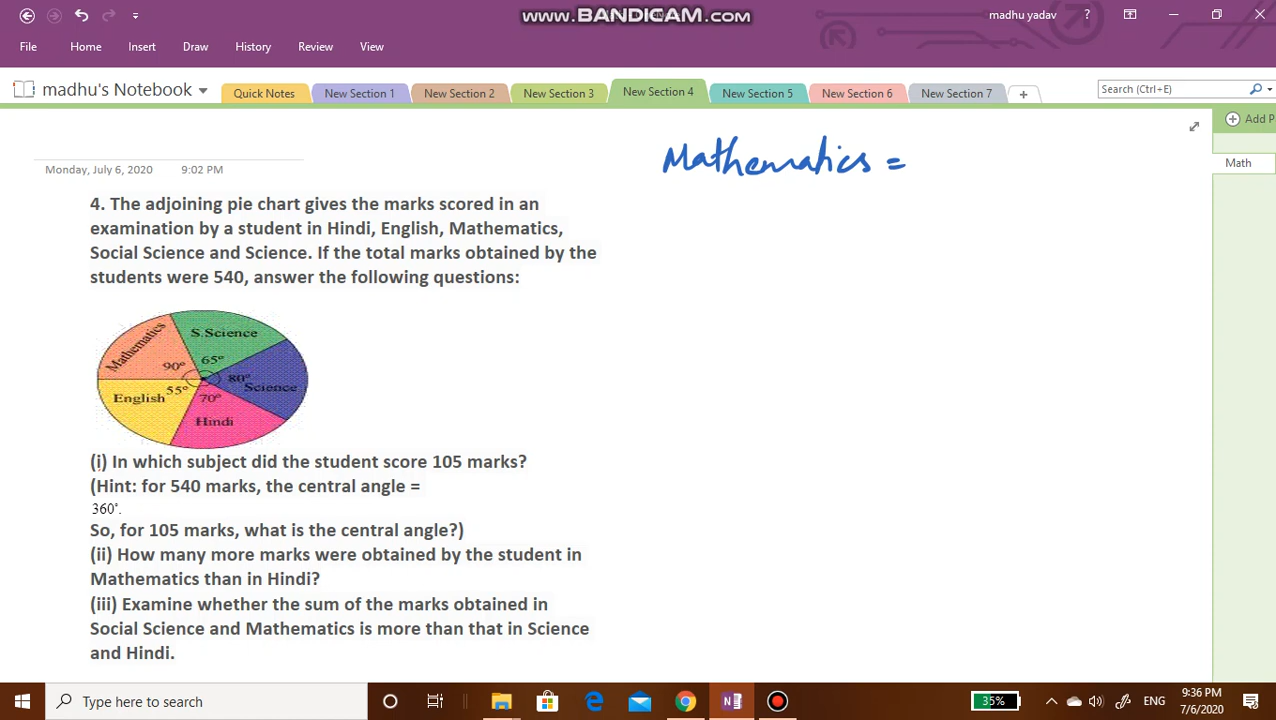 www.BANDICAM.com
madhu yadav
?
File Home Insert Draw History Review View
madhu's Notebook
Quick Notes New Section 1 New Section 2 New Section 3 New Section 4 New Section 5 New Section 6 New Section 7
Search (Ctrl+E)
Add P
Math
Monday, July 6, 2020 9:02 PM
Mathematics =
4. The adjoining pie chart gives the marks scored in an
examination by a student in Hindi, English, Mathematics,
Social Science and Science. If the total marks obtained by the
students were 540, answer the following questions:
Mathematics
S.Science
90°
65°
80°
Science
55°
English
70°
Hindi
(i) In which subject did the student score 105 marks?
(Hint: for 540 marks, the central angle =
360°.
So, for 105 marks, what is the central angle?)
(ii) How many more marks were obtained by the student in
Mathematics than in Hindi?
(iii) Examine whether the sum of the marks obtained in
Social Science and Mathematics is more than that in Science
and Hindi.
Type here to search
35%
ENG
9:36 PM
7/6/2020